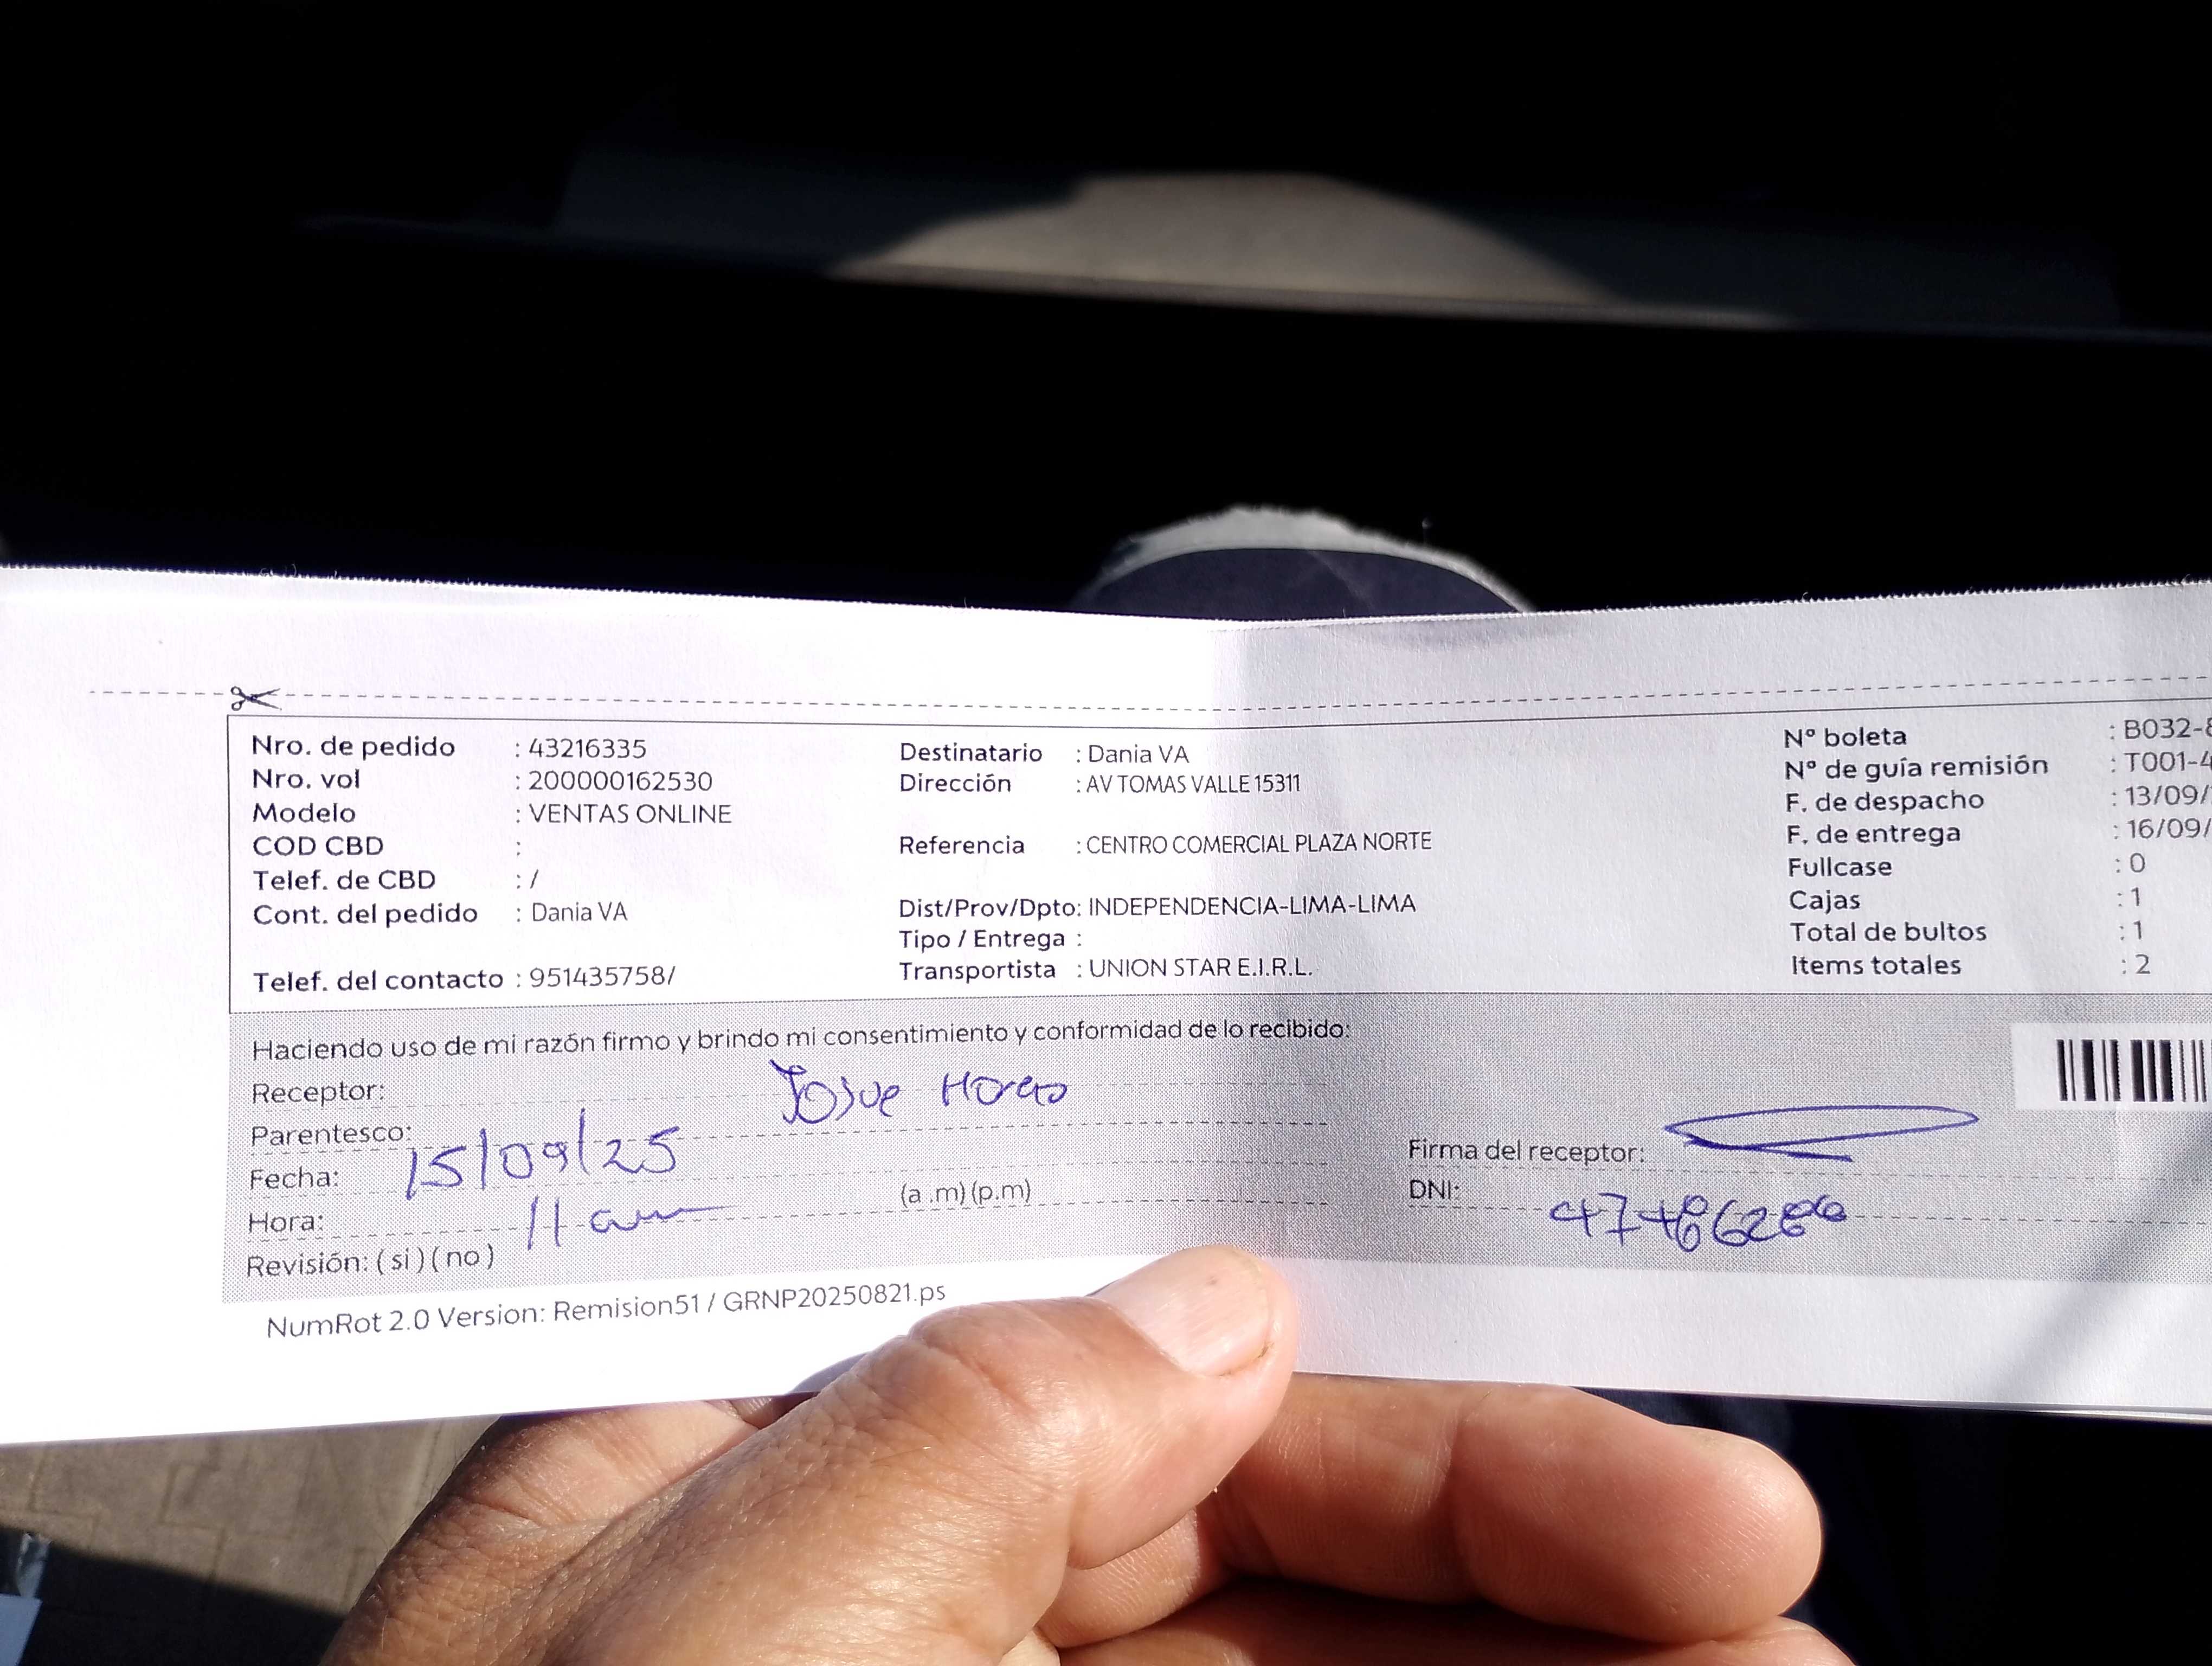 Nro. de pedido : 43216335
Nro. vol : 200000162530
Modelo : VENTAS ONLINE
COD CBD :
Telef. de CBD : /
Cont. del pedido : Dania VA
Telef. del contacto : 951435758/
Destinatario : Dania VA
Dirección : AV TOMAS VALLE 15311
Referencia : CENTRO COMERCIAL PLAZA NORTE
Dist/Prov/Dpto: INDEPENDENCIA-LIMA-LIMA
Tipo / Entrega :
Transportista : UNION STAR E.I.R.L.
Nº boleta : B032-
Nº de guía remisión : T001-4
F. de despacho : 13/09/
F. de entrega : 16/09/
Fullcase : 0
Cajas : 1
Total de bultos : 1
Items totales : 2
Haciendo uso de mi razón firmo y brindo mi consentimiento y conformidad de lo recibido:
Receptor: Josue
Parentesco:
Fecha: 15/09/25
Hora: 11 am (a .m) (p.m)
Revisión: ( si ) ( no )
Firma del receptor:
DNI:
NumRot 2.0 Version: Remision51 / GRNP20250821.ps